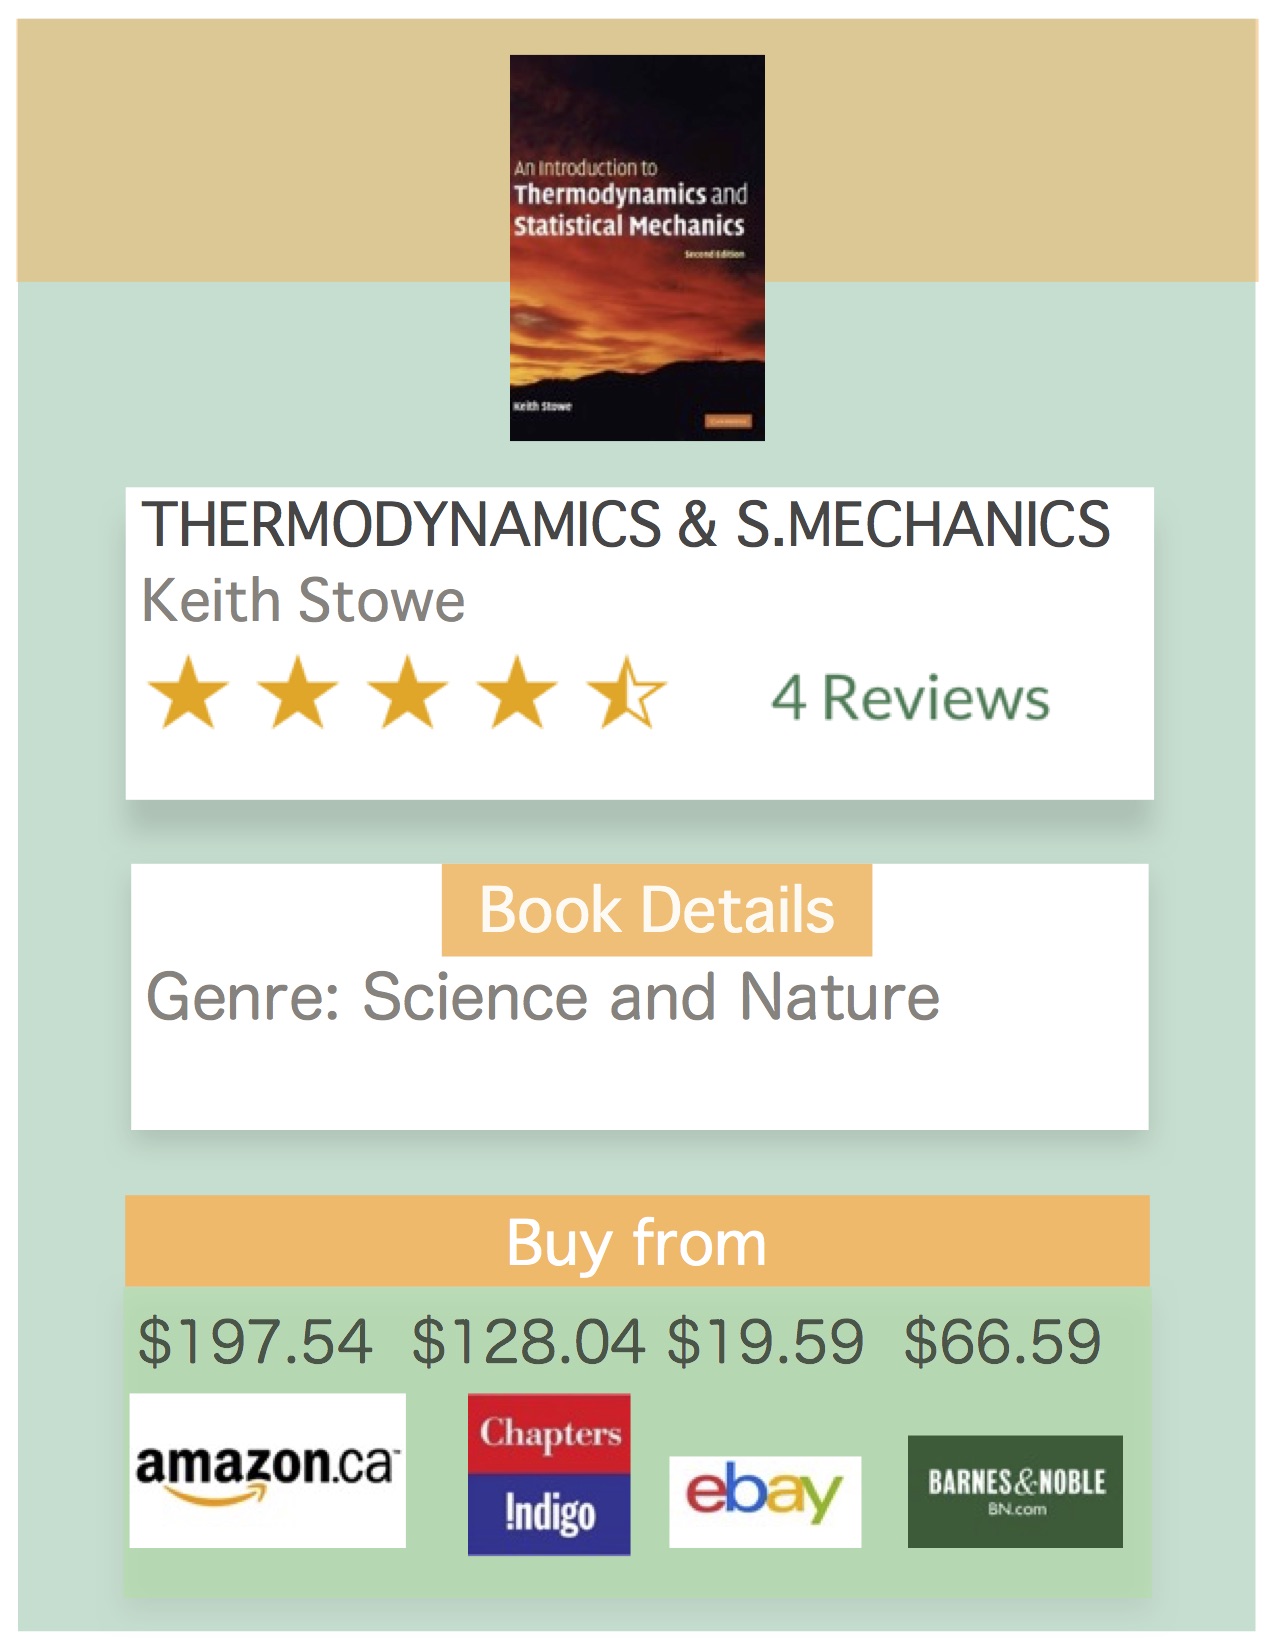 An Introduction to
Thermodynamics and
Statistical Mechanics
Second Edition
Keith Stowe
THERMODYNAMICS & S.MECHANICS
Keith Stowe
4 Reviews
Book Details
Genre: Science and Nature
Buy from
$197.54 $128.04 $19.59 $66.59
amazon.ca
Chapters
!ndigo
ebay
BARNES&NOBLE
BN.com